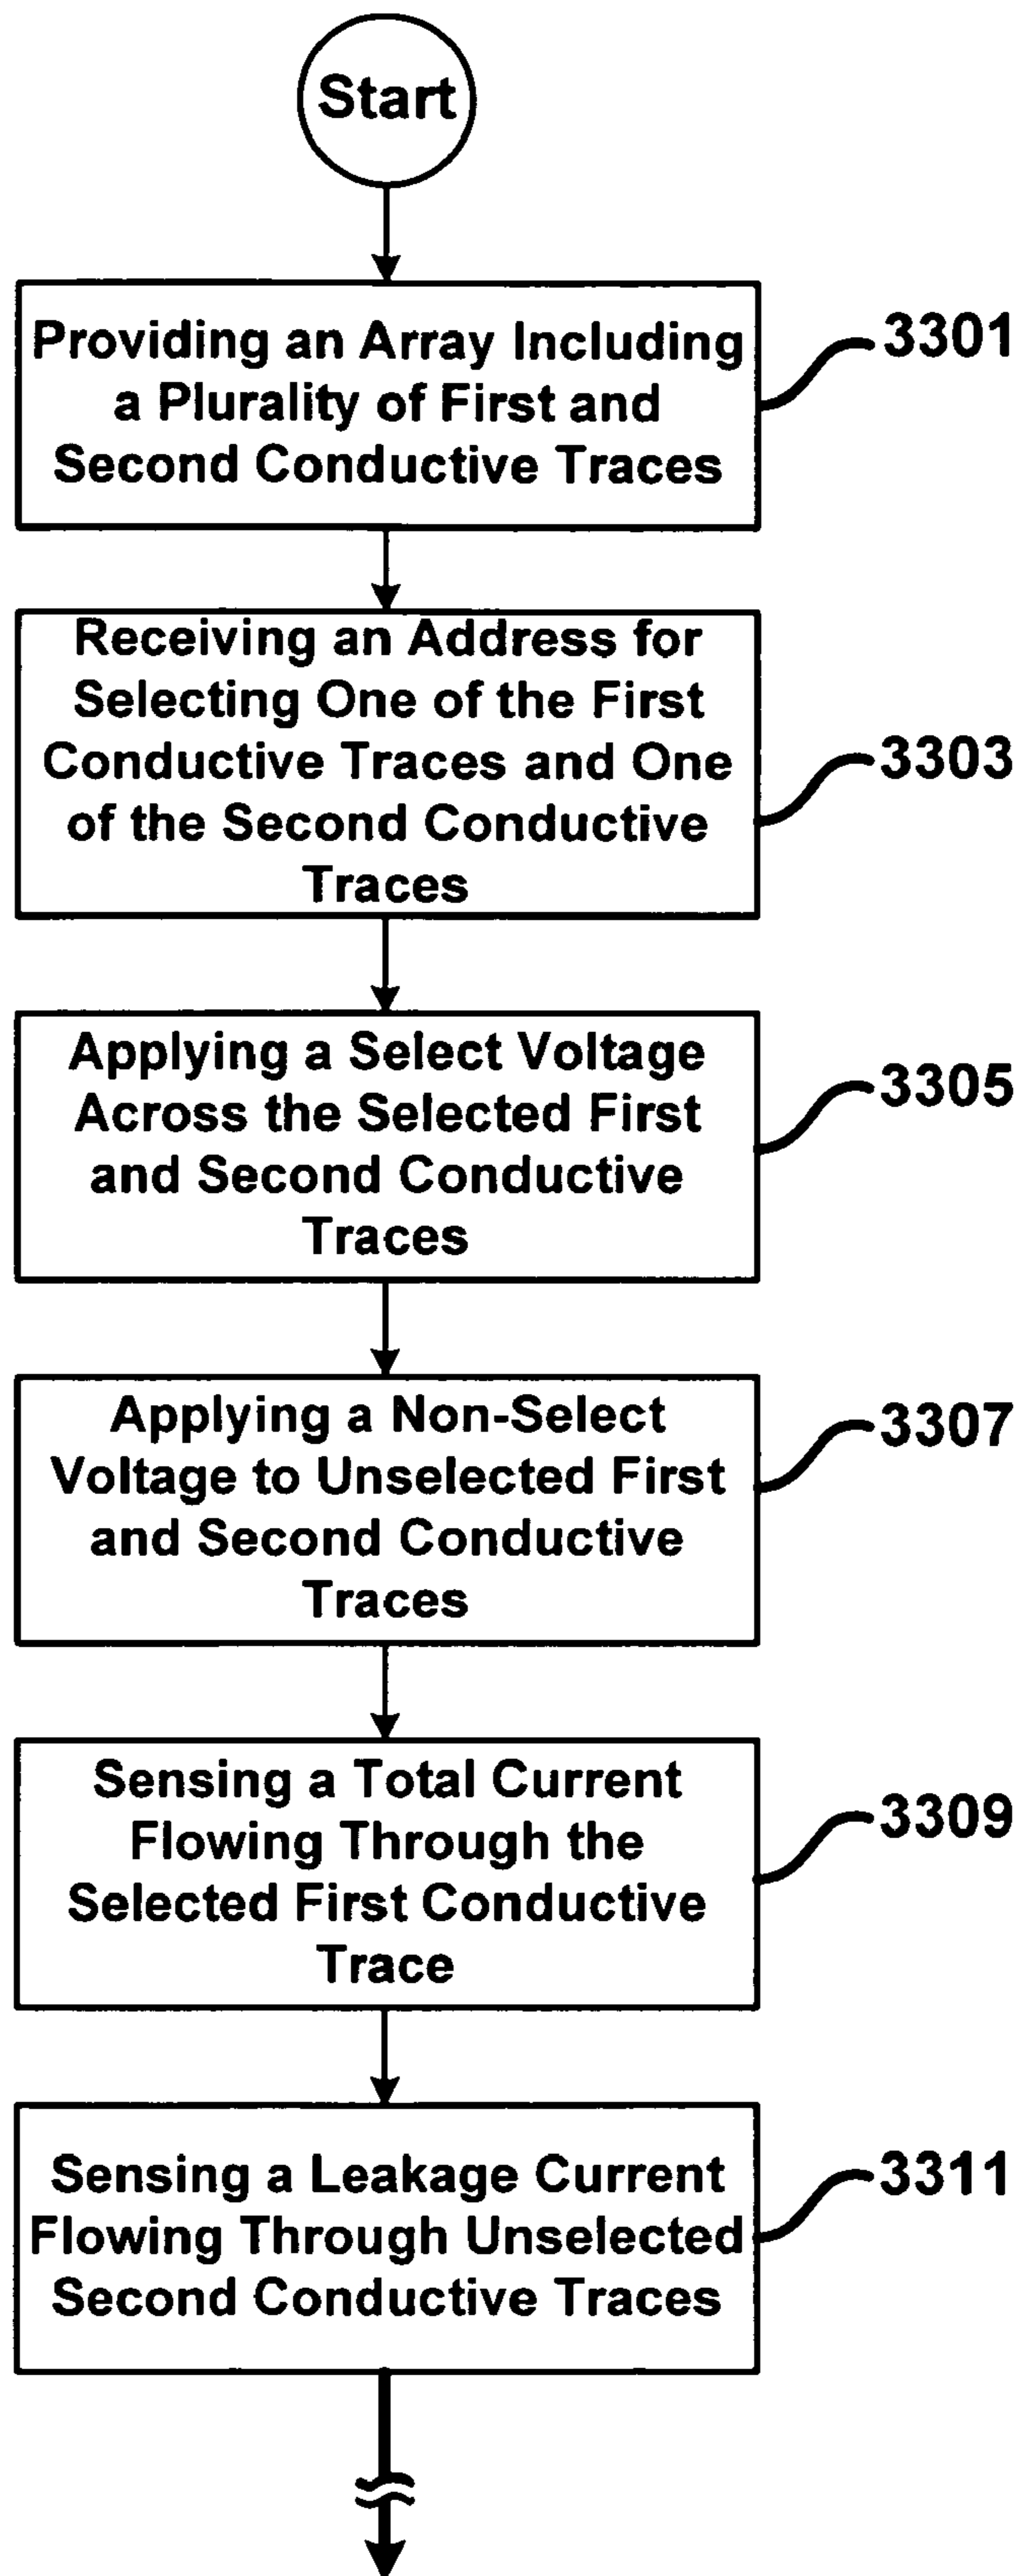 Start
Providing an Array Including
a Plurality of First and
Second Conductive Traces
3301
Receiving an Address for
Selecting One of the First
Conductive Traces and One
of the Second Conductive
Traces
3303
Applying a Select Voltage
Across the Selected First
and Second Conductive
Traces
3305
Applying a Non-Select
Voltage to Unselected First
and Second Conductive
Traces
3307
Sensing a Total Current
Flowing Through the
Selected First Conductive
Trace
3309
Sensing a Leakage Current
Flowing Through Unselected
Second Conductive Traces
3311